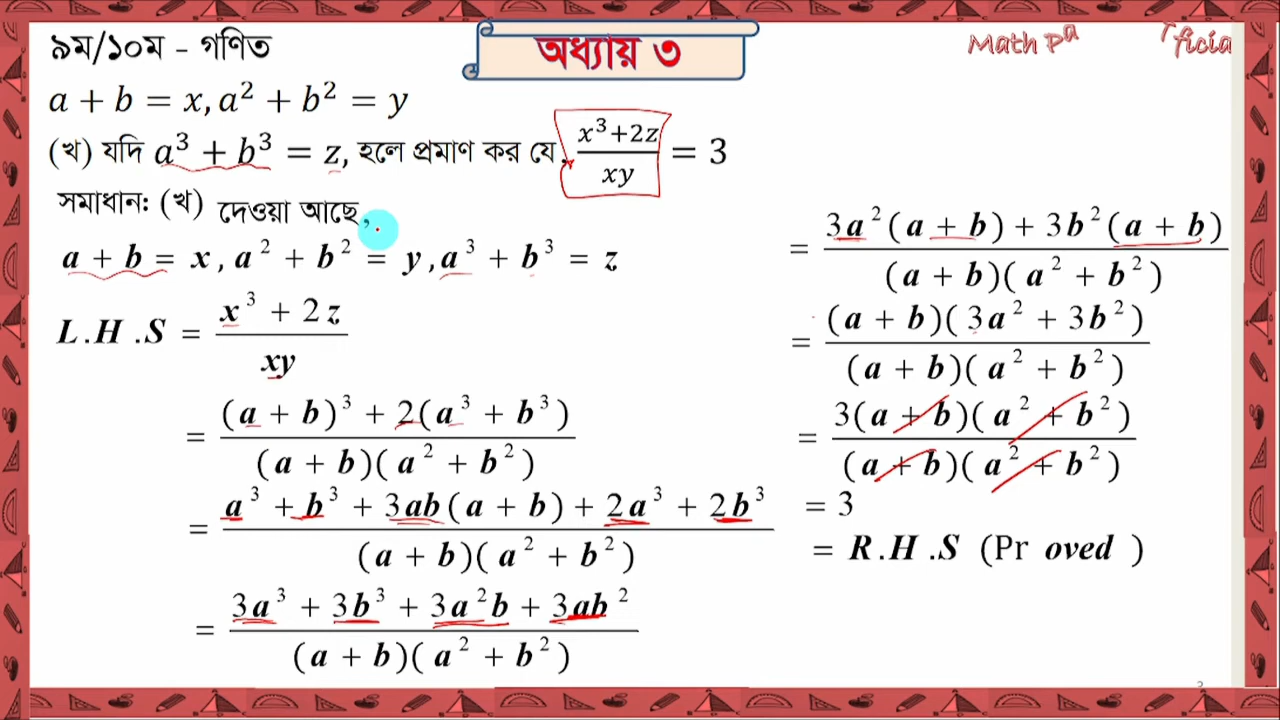 ৯ম/১০ম - গণিত
অধ্যায় ৩
Math Pa
ficia
a + b = x, a² + b² = y
(খ) যদি a³ + b³ = z, হলে প্রমাণ কর যে, (x³+2z)/(xy) = 3
সমাধানঃ (খ) দেওয়া আছে,
a + b = x, a² + b² = y, a³ + b³ = z
L.H.S = (x³ + 2z)/(xy)
= ((a + b)³ + 2(a³ + b³))/((a + b)(a² + b²))
= (a³ + b³ + 3ab(a + b) + 2a³ + 2b³)/((a + b)(a² + b²))
= (3a³ + 3b³ + 3a²b + 3ab²)/((a + b)(a² + b²))
= (3a²(a + b) + 3b²(a + b))/((a + b)(a² + b²))
= ((a + b)(3a² + 3b²))/((a + b)(a² + b²))
= (3(a + b)(a² + b²))/((a + b)(a² + b²))
= 3
= R.H.S (Pr oved )